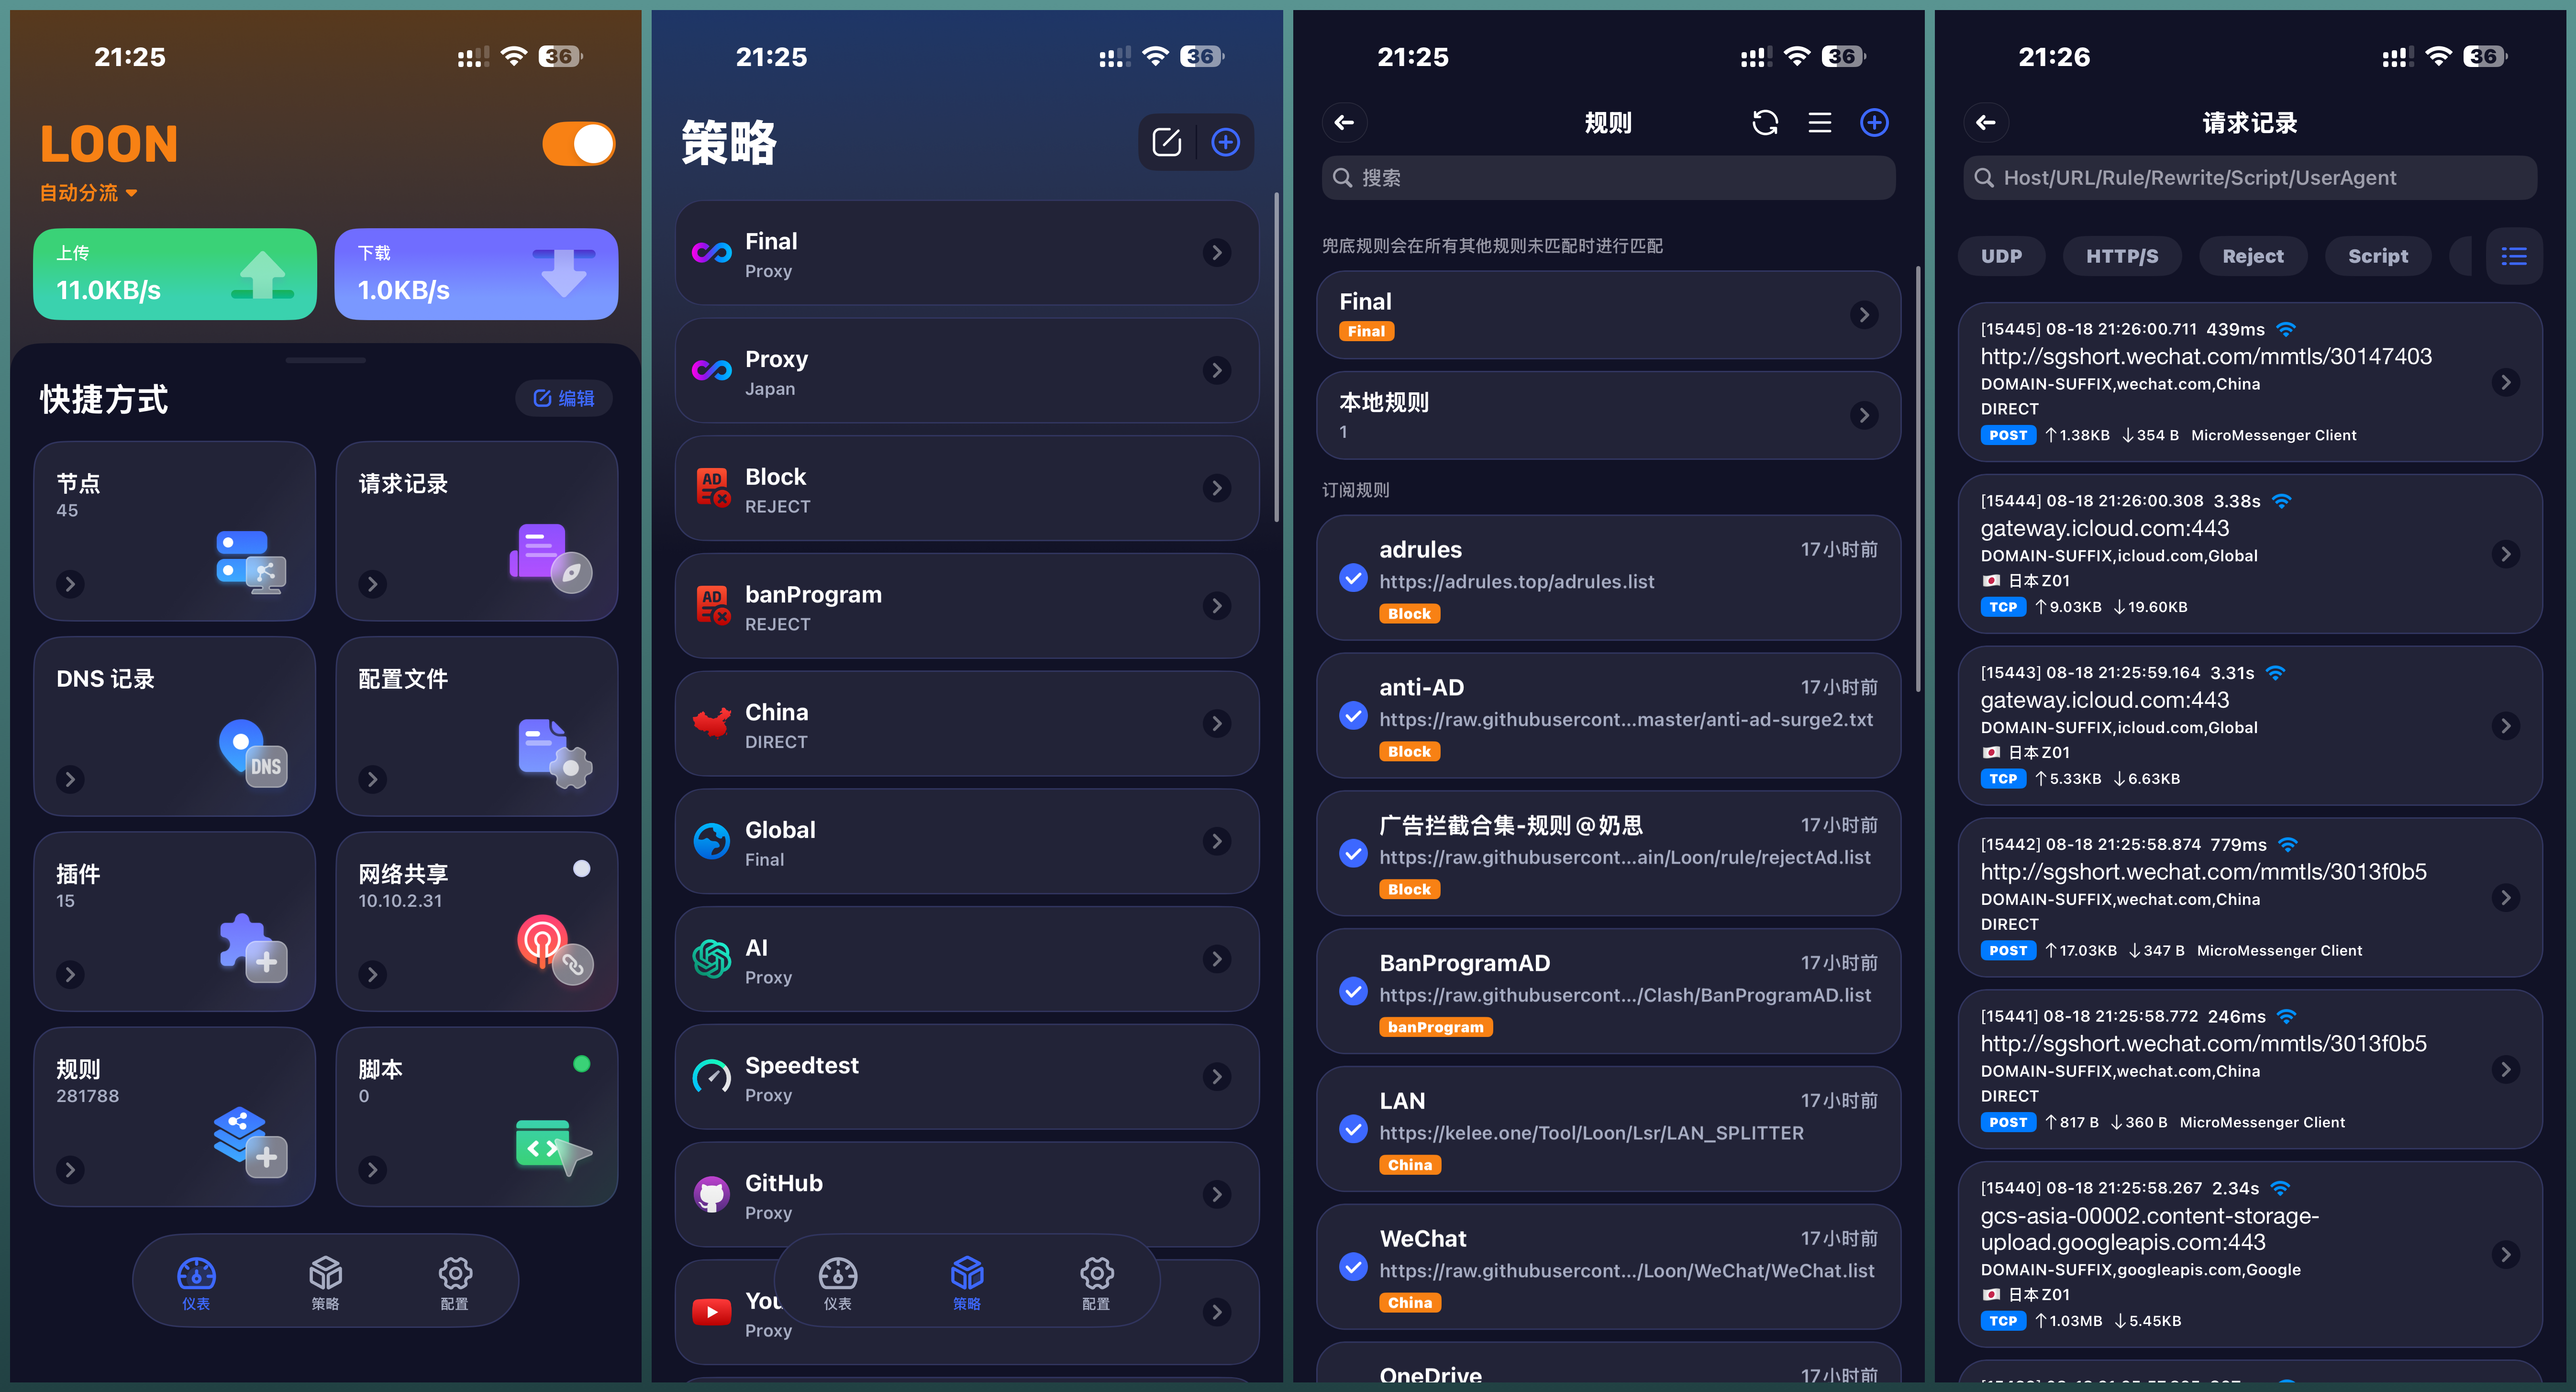 21:25
36
LOON
自动分流
上传
11.0KB/s
下载
1.0KB/s
快捷方式
编辑
节点
45
请求记录
DNS 记录
DNS
配置文件
插件
15
网络共享
10.10.2.31
规则
281788
脚本
0
仪表
策略
配置
21:25
36
策略
Final
Proxy
Proxy
Japan
AD
Block
REJECT
AD
banProgram
REJECT
China
DIRECT
Global
Final
AI
Proxy
Speedtest
Proxy
GitHub
Proxy
Proxy
仪表
策略
配置
21:25
36
规则
搜索
兜底规则会在所有其他规则未匹配时进行匹配
Final
Final
本地规则
1
订阅规则
adrules
17小时前
https://adrules.top/adrules.list
Block
anti-AD
17小时前
https://raw.githubusercont...master/anti-ad-surge2.txt
Block
广告拦截合集-规则@奶思
17小时前
https://raw.githubusercont...ain/Loon/rule/rejectAd.list
Block
BanProgramAD
17小时前
https://raw.githubusercont.../Clash/BanProgramAD.list
banProgram
LAN
17小时前
https://kelee.one/Tool/Loon/Lsr/LAN_SPLITTER
China
WeChat
17小时前
https://raw.githubusercont.../Loon/WeChat/WeChat.list
China
OneDrive
17小时前
21:26
36
请求记录
Host/URL/Rule/Rewrite/Script/UserAgent
UDP
HTTP/S
Reject
Script
[15445] 08-18 21:26:00.711 439ms
http://sgshort.wechat.com/mmtls/30147403
DOMAIN-SUFFIX,wechat.com,China
DIRECT
POST ↑1.38KB ↓354 B MicroMessenger Client
[15444] 08-18 21:26:00.308 3.38s
gateway.icloud.com:443
DOMAIN-SUFFIX,icloud.com,Global
🇯🇵 日本Z01
TCP ↑9.03KB ↓19.60KB
[15443] 08-18 21:25:59.164 3.31s
gateway.icloud.com:443
DOMAIN-SUFFIX,icloud.com,Global
🇯🇵 日本Z01
TCP ↑5.33KB ↓6.63KB
[15442] 08-18 21:25:58.874 779ms
http://sgshort.wechat.com/mmtls/3013f0b5
DOMAIN-SUFFIX,wechat.com,China
DIRECT
POST ↑17.03KB ↓347 B MicroMessenger Client
[15441] 08-18 21:25:58.772 246ms
http://sgshort.wechat.com/mmtls/3013f0b5
DOMAIN-SUFFIX,wechat.com,China
DIRECT
POST ↑817 B ↓360 B MicroMessenger Client
[15440] 08-18 21:25:58.267 2.34s
gcs-asia-00002.content-storage-
upload.googleapis.com:443
DOMAIN-SUFFIX,googleapis.com,Google
🇯🇵 日本Z01
TCP ↑1.03MB ↓5.45KB